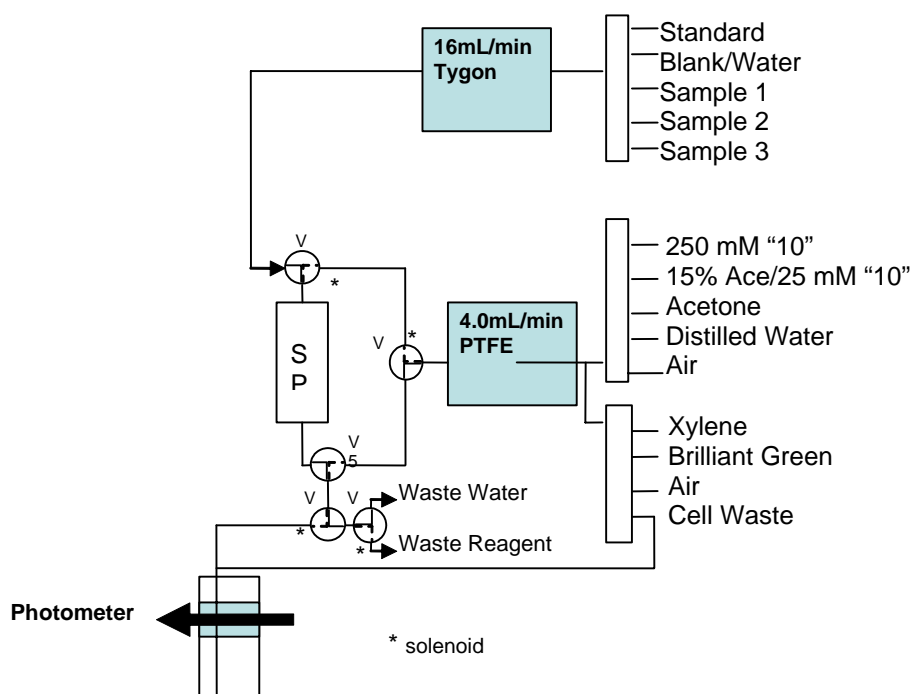 16mL/min
Tygon
Standard
Blank/Water
Sample 1
Sample 2
Sample 3
V
*
SP
V
*
4.0mL/min
PTFE
250 mM “10”
15% Ace/25 mM “10”
Acetone
Distilled Water
Air
V
5
V
*
V
*
Waste Water
Waste Reagent
Xylene
Brilliant Green
Air
Cell Waste
Photometer
* solenoid